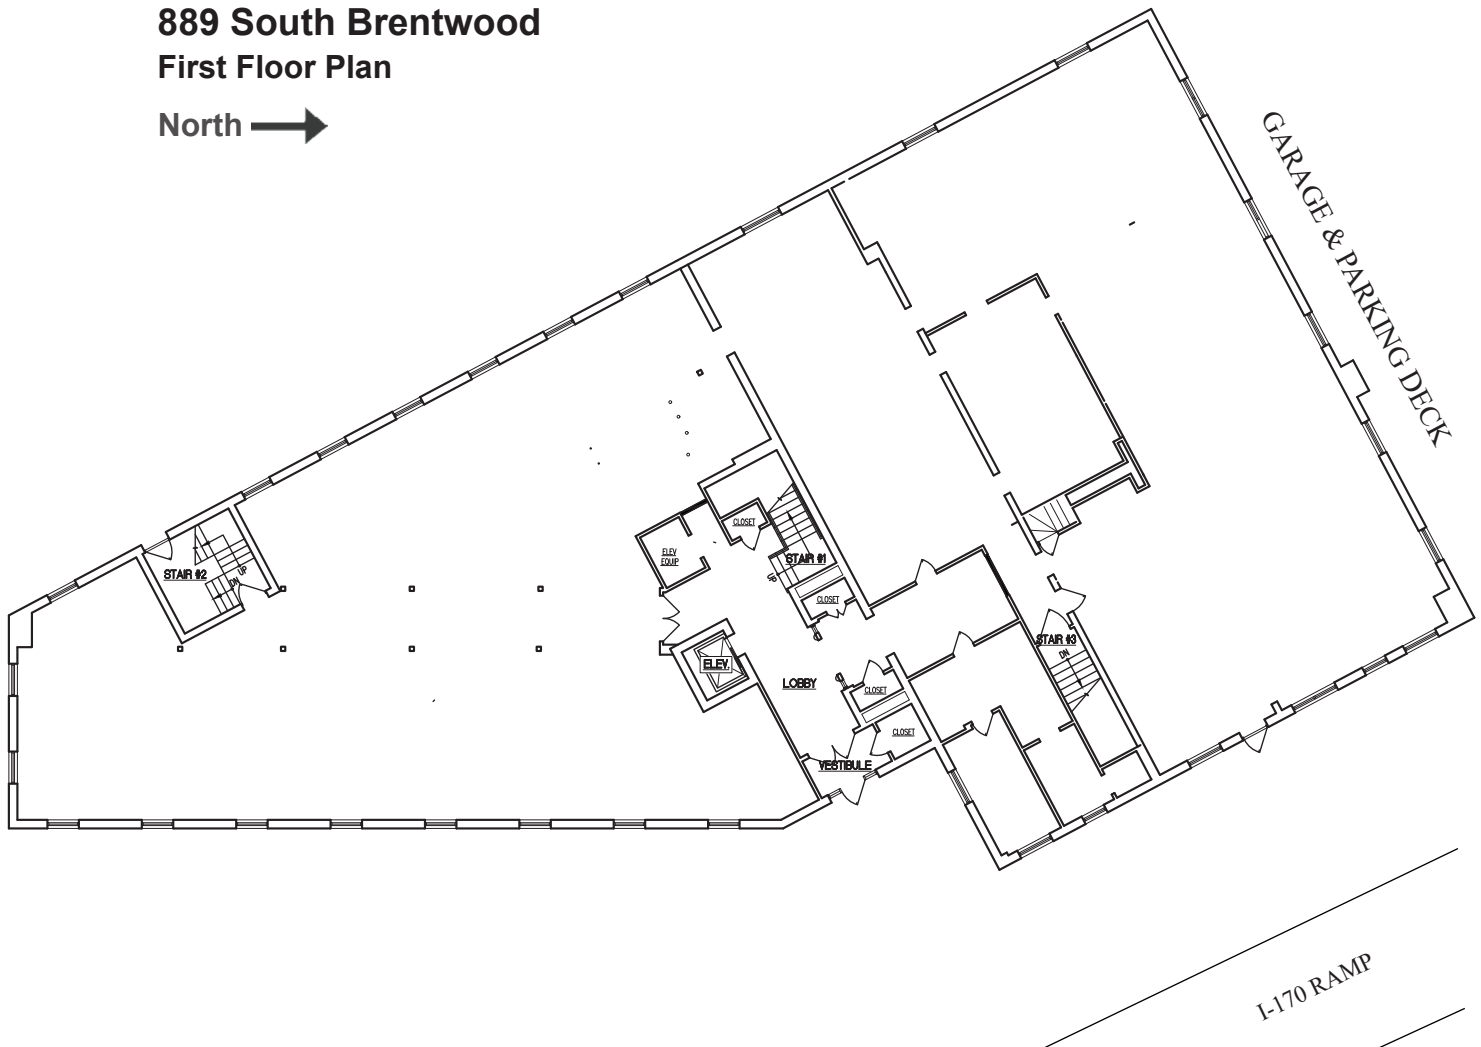 889 South Brentwood
First Floor Plan
North
GARAGE & PARKING DECK
CLOSET
ELEV
EQUIP
STAIR #1
UP
STAIR #2
DN
UP
CLOSET
STAIR #3
DN
ELEV.
LOBBY
CLOSET
CLOSET
VESTIBULE
I-170 RAMP